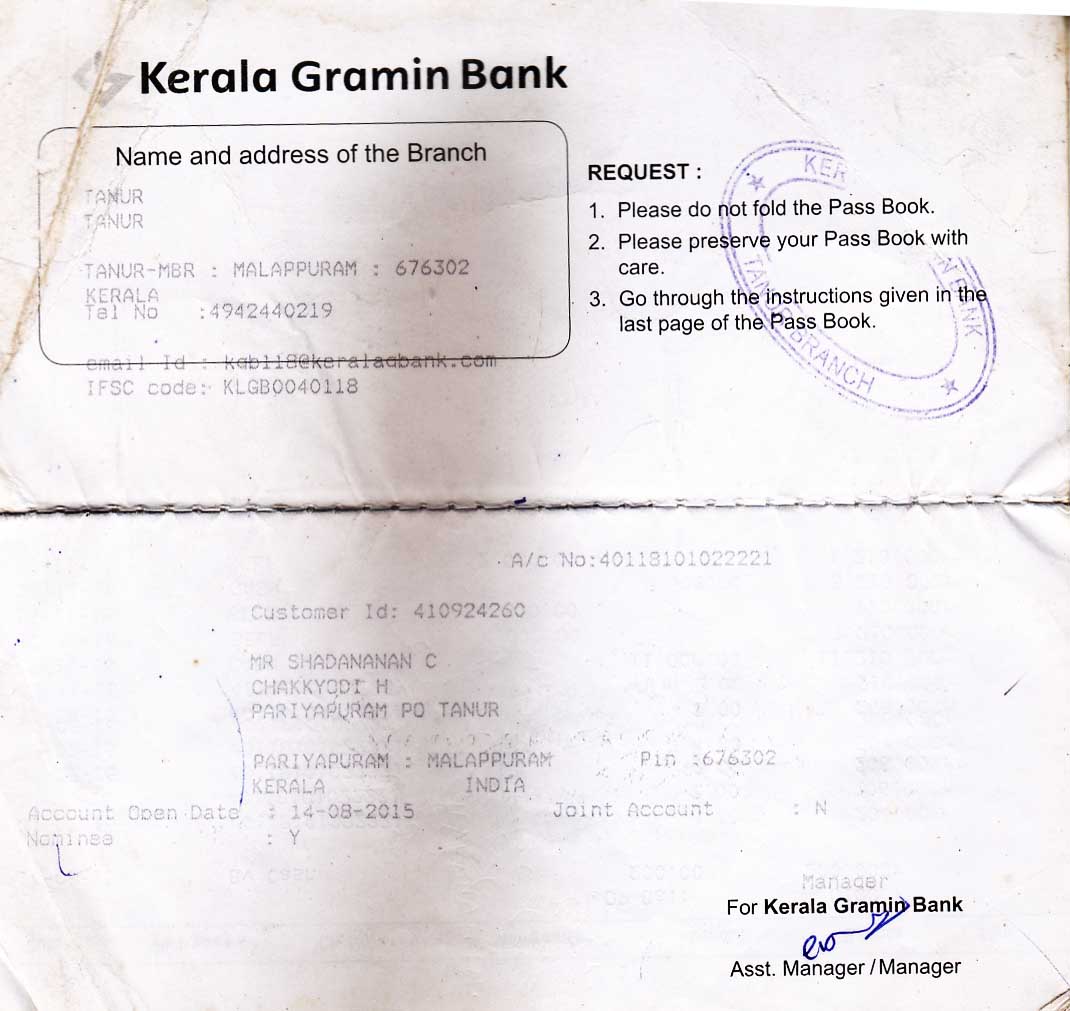 Kerala Gramin Bank
Name and address of the Branch
TANUR
TANUR
TANUR-MBR : MALAPPURAM : 676302
KERALA
Tel No :4942440219
email Id : kgb118@keralagbank.com
IFSC code:- KLGB0040118
REQUEST :
1. Please do not fold the Pass Book.
2. Please preserve your Pass Book with
care.
3. Go through the instructions given in the
last page of the Pass Book.
KER
N BANK
TANUR BRANCH
A/c No:40118101022221
Customer Id: 410924260
MR SHADANANAN C
CHAKKYODI H
PARIYAPURAM PO TANUR
PARIYAPURAM : MALAPPURAM Pin :676302
KERALA INDIA
Account Open Date : 14-08-2015 Joint Account : N
Nominee : Y
Manager
For Kerala Gramin Bank
Asst. Manager / Manager